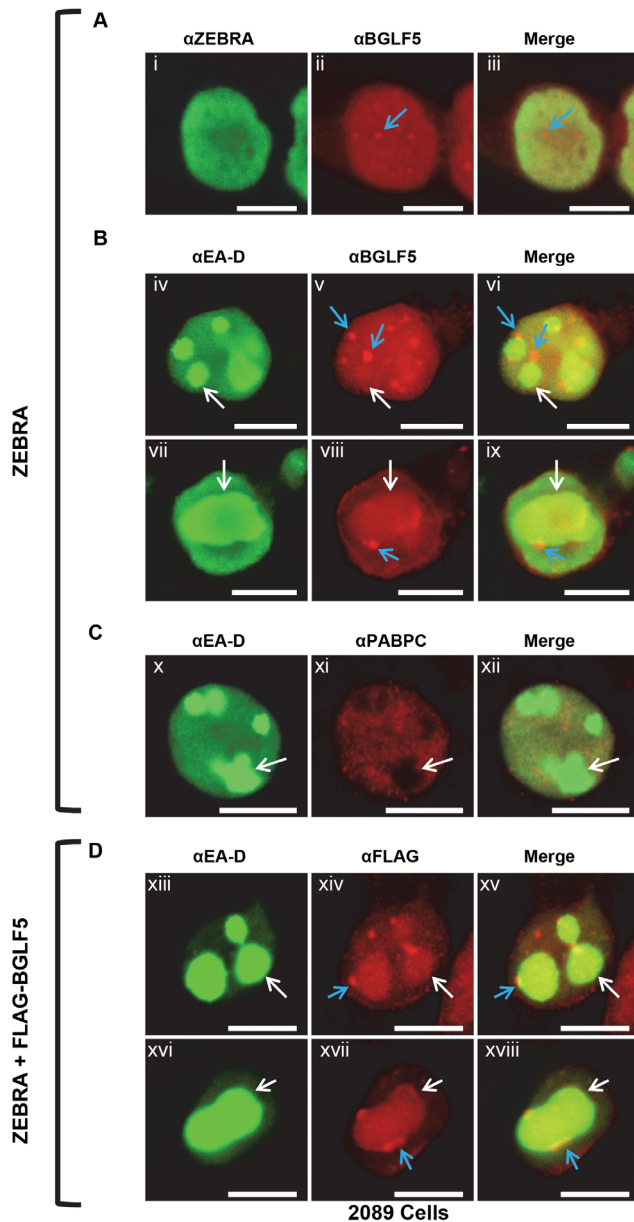 A
αZEBRA αBGLF5 Merge
i ii iii
B
αEA-D αBGLF5 Merge
iv v vi
vii viii ix
ZEBRA
C
αEA-D αPABPC Merge
x xi xii
D
αEA-D αFLAG Merge
xiii xiv xv
xvi xvii xviii
ZEBRA + FLAG-BGLF5
2089 Cells